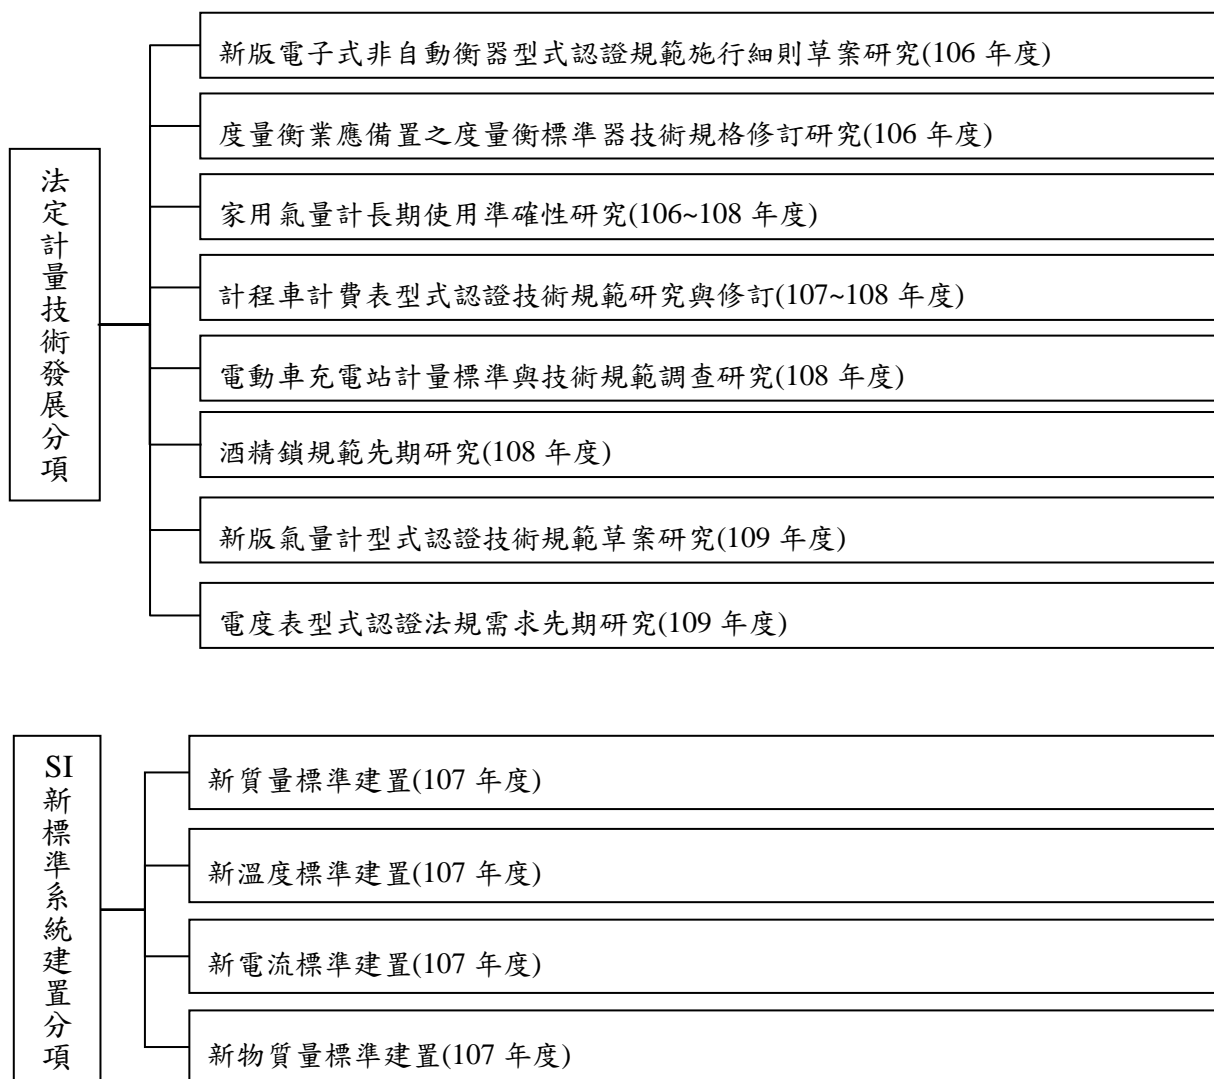 法定計量技術發展分項
新版電子式非自動衡器型式認證規範施行細則草案研究(106 年度)
度量衡業應備置之度量衡標準器技術規格修訂研究(106 年度)
家用氣量計長期使用準確性研究(106~108 年度)
計程車計費表型式認證技術規範研究與修訂(107~108 年度)
電動車充電站計量標準與技術規範調查研究(108 年度)
酒精鎖規範先期研究(108 年度)
新版氣量計型式認證技術規範草案研究(109 年度)
電度表型式認證法規需求先期研究(109 年度)
SI新標準系統建置分項
新質量標準建置(107 年度)
新溫度標準建置(107 年度)
新電流標準建置(107 年度)
新物質量標準建置(107 年度)